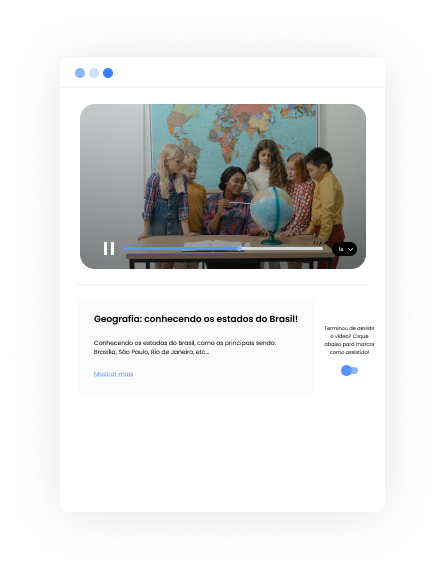 1x
Geografia: conhecendo os estados do Brasil!
Conhecendo os estados do Brasil, como os principais sendo:
Brasilia, São Paulo, Rio de Janeiro, etc...
Mostrar mais
Terminou de assistir
o vídeo? Clique
abaixo para marcar
como assistido!